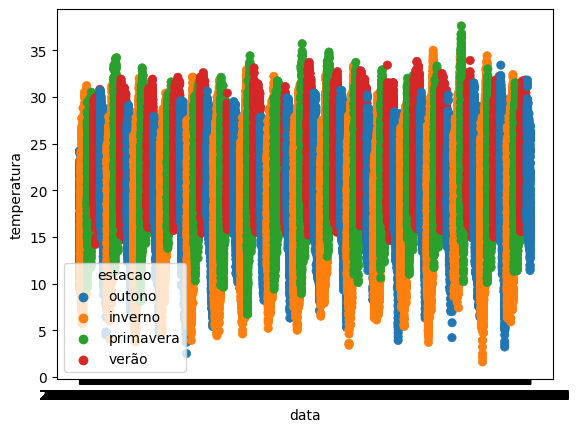 35
30
25
20
15
10
5
0
temperatura
estacao
outono
inverno
primavera
verão
data